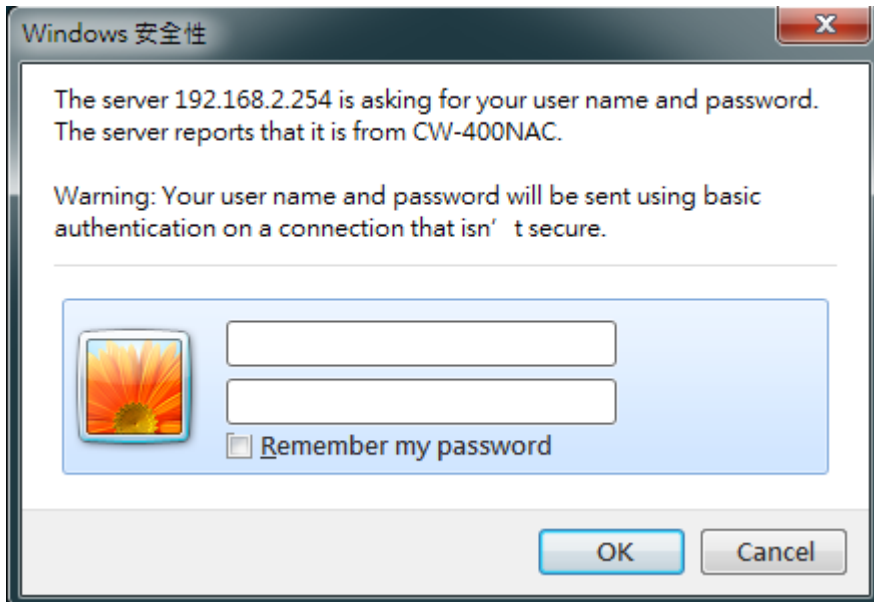 Windows 安全性
The server 192.168.2.254 is asking for your user name and password.
The server reports that it is from CW-400NAC.
Warning: Your user name and password will be sent using basic
authentication on a connection that isn’ t secure.
Remember my password
OK
Cancel